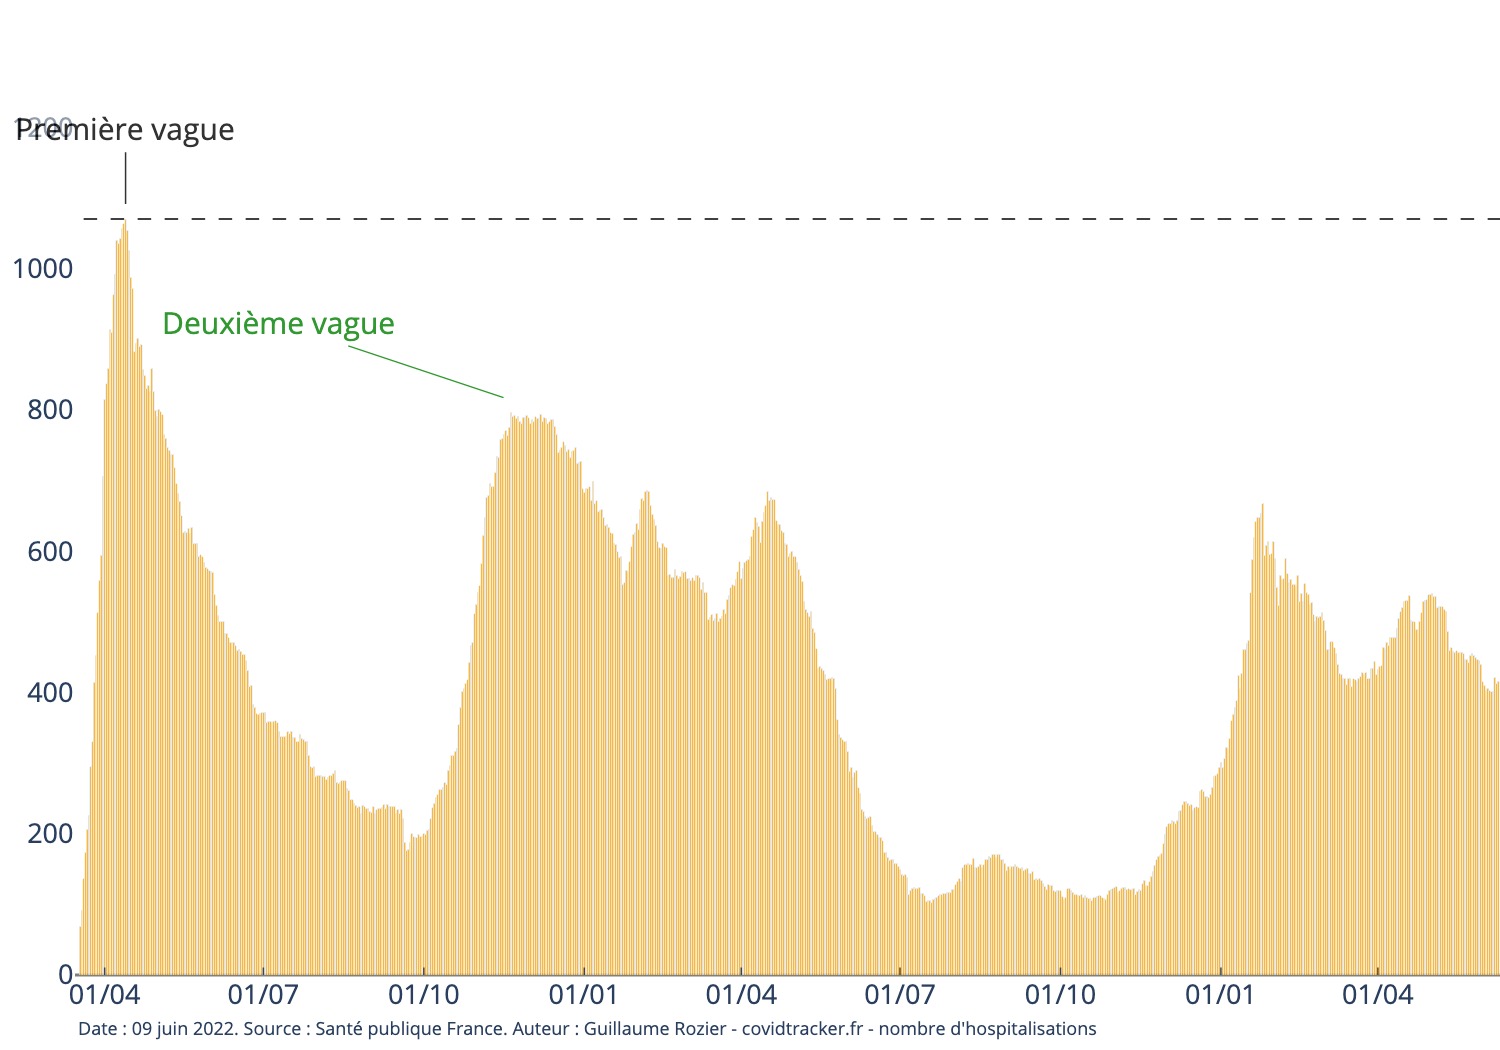 1200
Première vague
1000
Deuxième vague
800
600
400
200
0
01/04 01/07 01/10 01/01 01/04 01/07 01/10 01/01 01/04
Date : 09 juin 2022. Source : Santé publique France. Auteur : Guillaume Rozier - covidtracker.fr - nombre d'hospitalisations